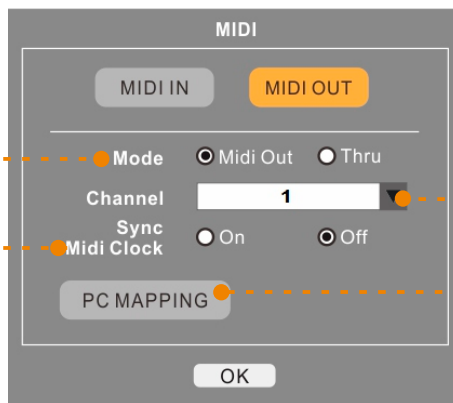 MIDI
MIDI IN MIDI OUT
Mode Midi Out Thru
Channel 1
Sync
Midi Clock On Off
PC MAPPING
OK